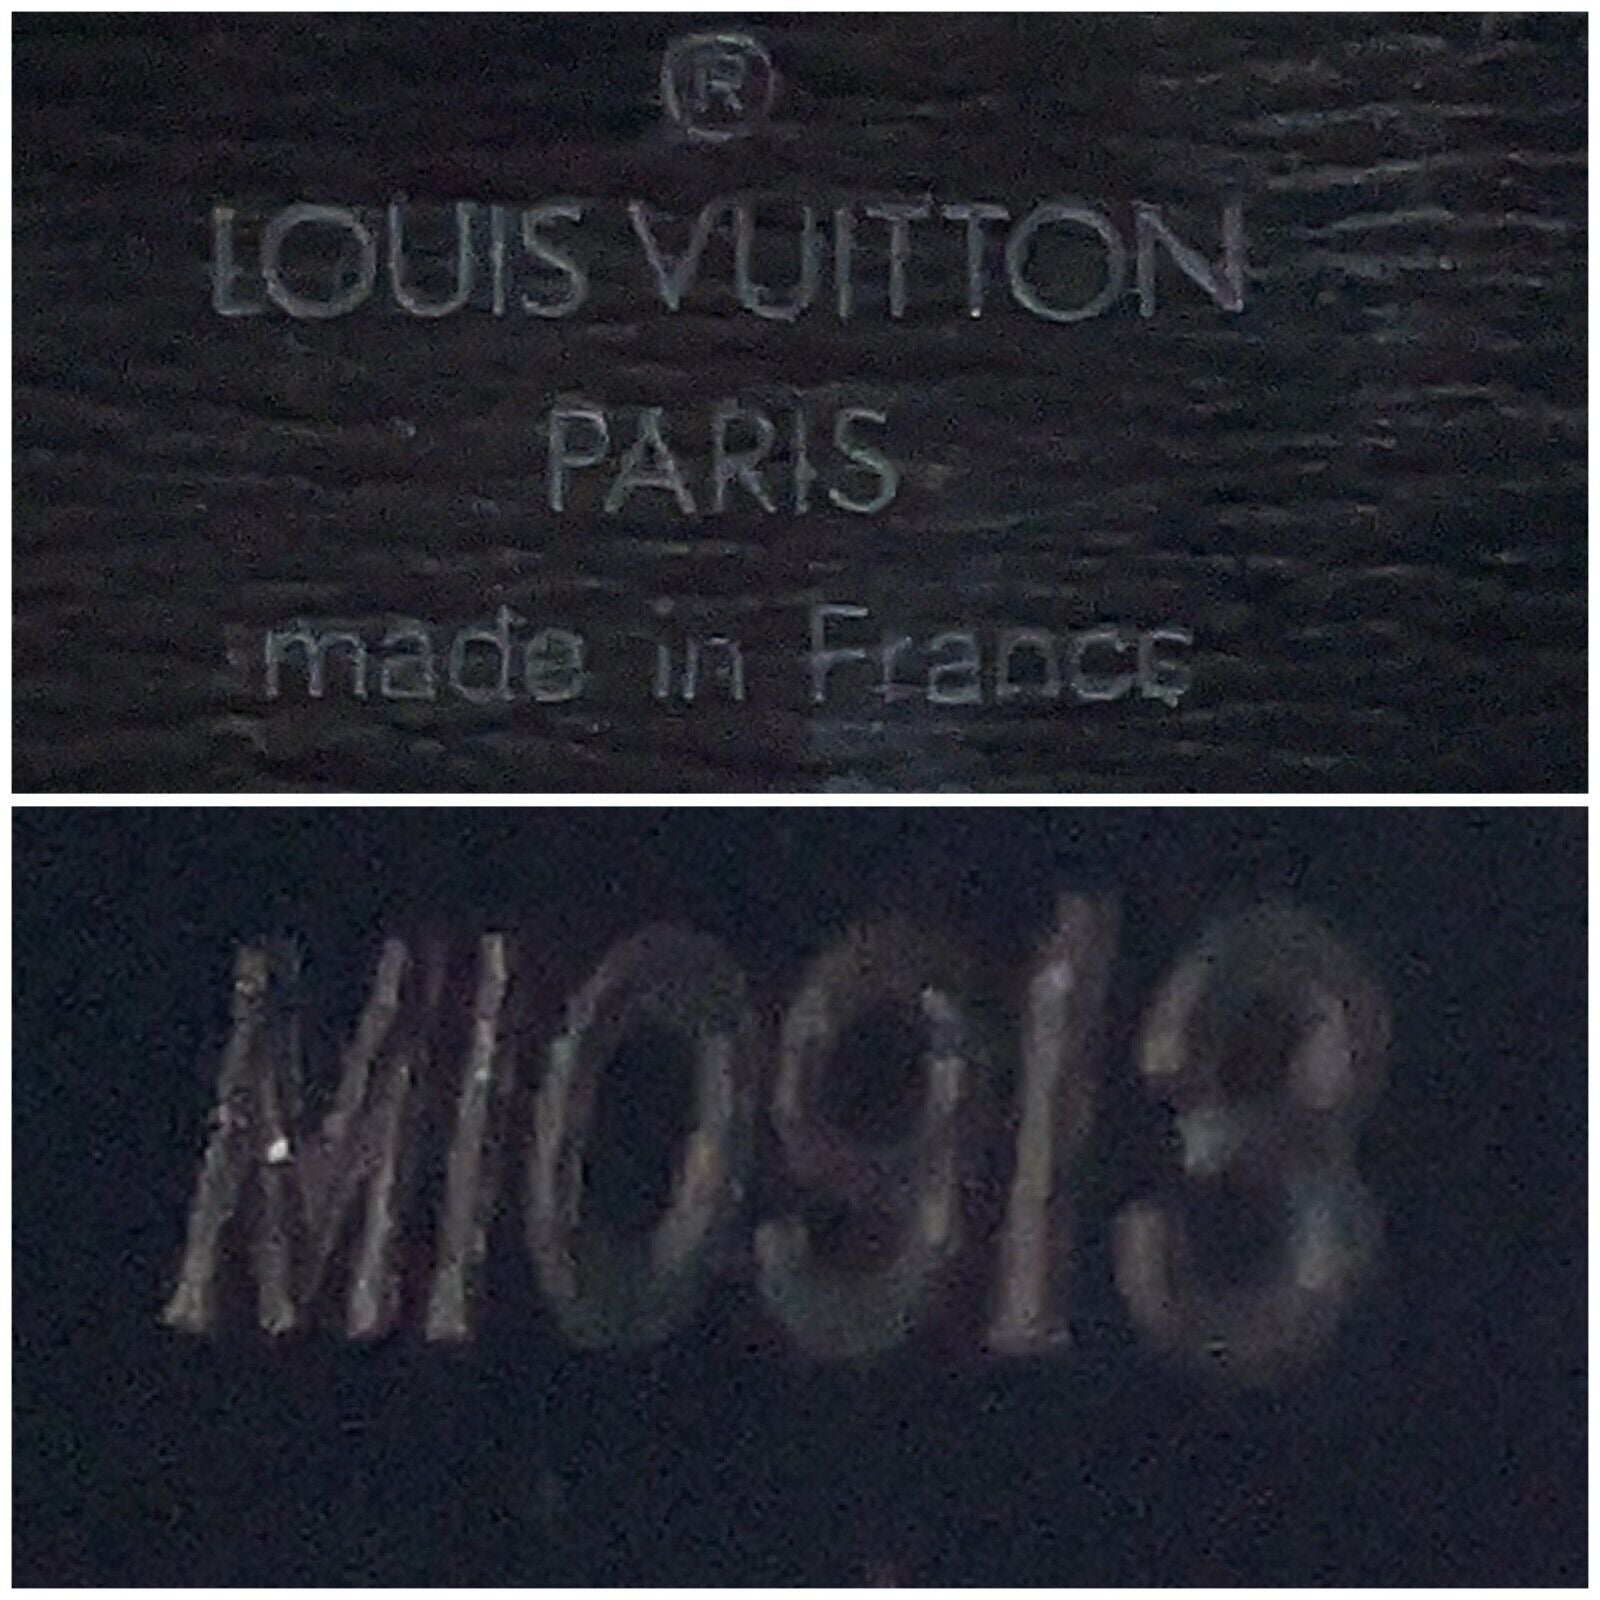 ®
LOUIS VUITTON
PARIS
made in France
MI0913